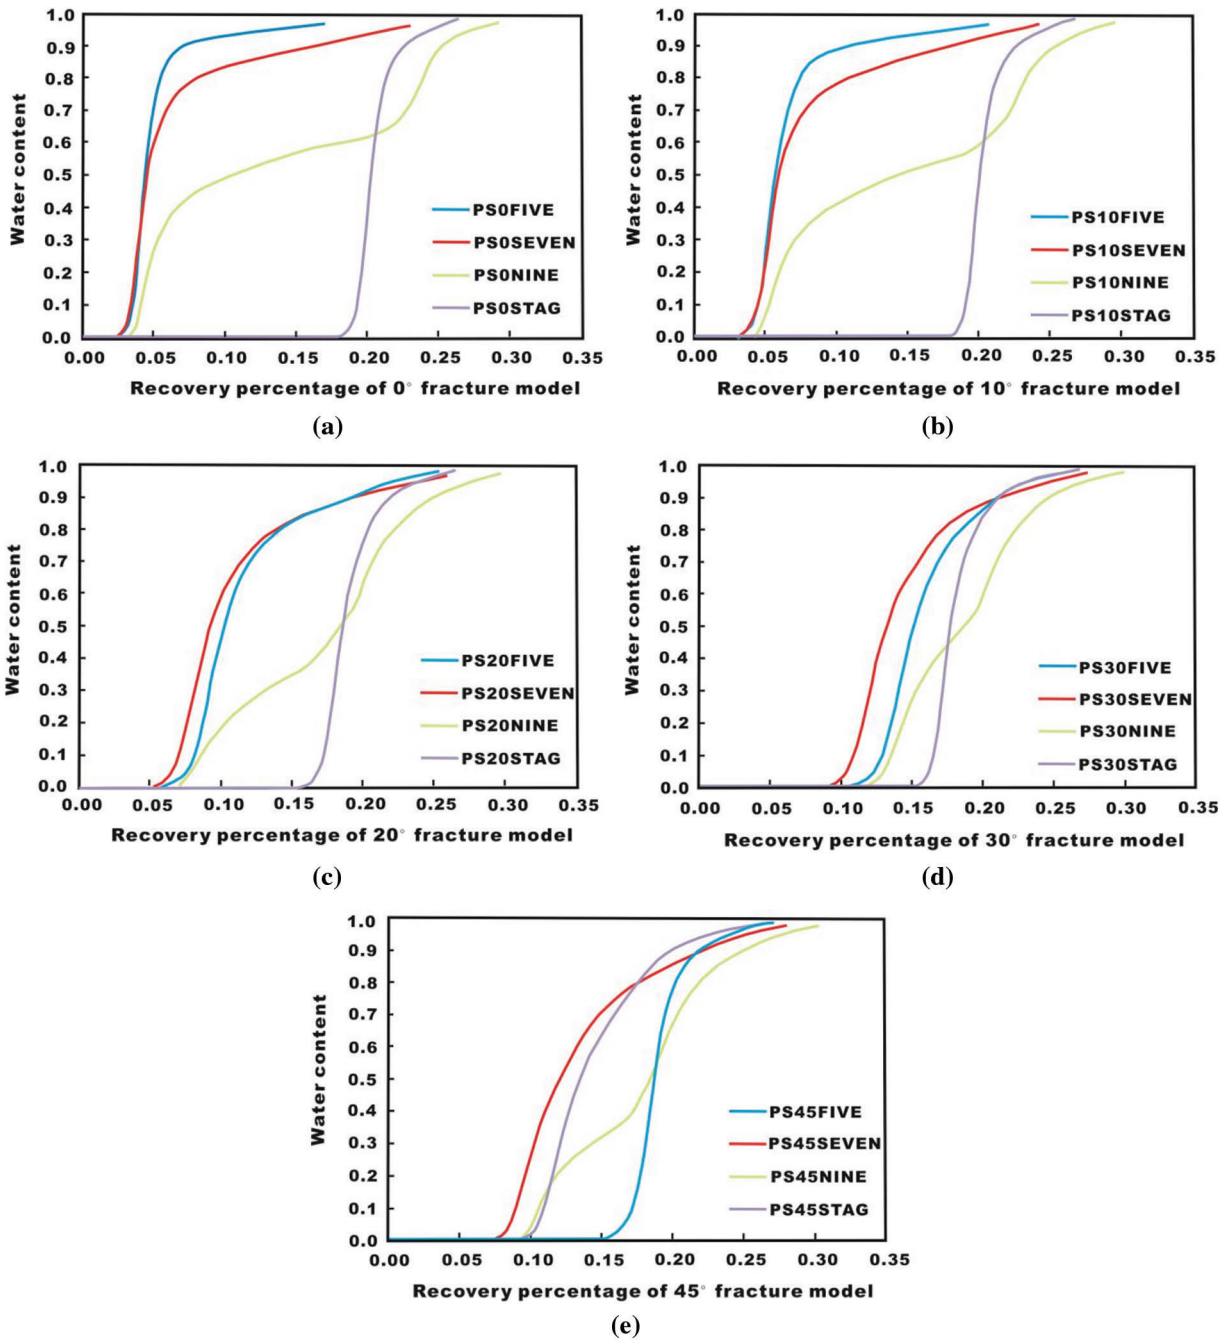 1.0
0.9
0.8
0.7
0.6
0.5
0.4
0.3
0.2
0.1
0.0
Water content
PS0FIVE
PS0SEVEN
PS0NINE
PS0STAG
0.00 0.05 0.10 0.15 0.20 0.25 0.30 0.35
Recovery percentage of 0° fracture model
(a)
1.0
0.9
0.8
0.7
0.6
0.5
0.4
0.3
0.2
0.1
0.0
Water content
PS10FIVE
PS10SEVEN
PS10NINE
PS10STAG
0.00 0.05 0.10 0.15 0.20 0.25 0.30 0.35
Recovery percentage of 10° fracture model
(b)
1.0
0.9
0.8
0.7
0.6
0.5
0.4
0.3
0.2
0.1
0.0
Water content
PS20FIVE
PS20SEVEN
PS20NINE
PS20STAG
0.00 0.05 0.10 0.15 0.20 0.25 0.30 0.35
Recovery percentage of 20° fracture model
(c)
1.0
0.9
0.8
0.7
0.6
0.5
0.4
0.3
0.2
0.1
0.0
Water content
PS30FIVE
PS30SEVEN
PS30NINE
PS30STAG
0.00 0.05 0.10 0.15 0.20 0.25 0.30 0.35
Recovery percentage of 30° fracture model
(d)
1.0
0.9
0.8
0.7
0.6
0.5
0.4
0.3
0.2
0.1
0.0
Water content
PS45FIVE
PS45SEVEN
PS45NINE
PS45STAG
0.00 0.05 0.10 0.15 0.20 0.25 0.30 0.35
Recovery percentage of 45° fracture model
(e)